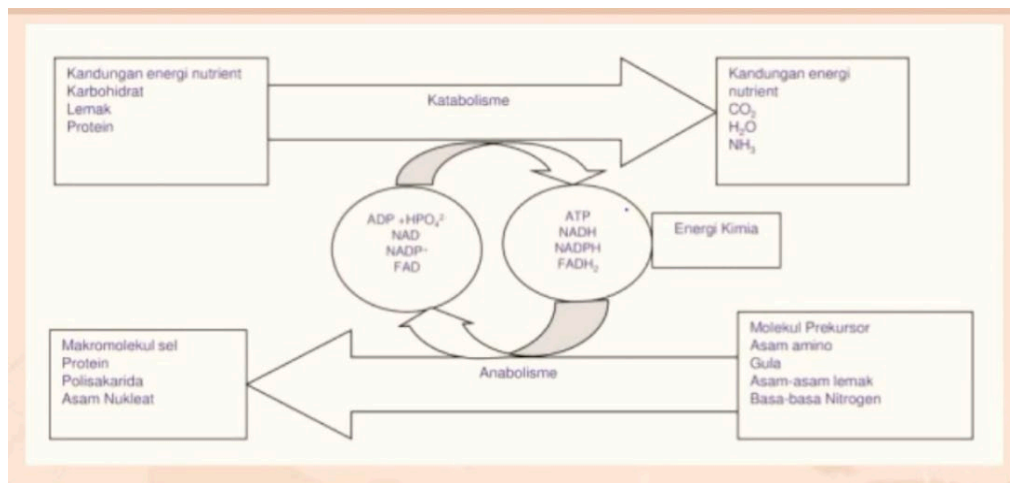 Kandungan energi nutrient
Karbohidrat
Lemak
Protein
Katabolisme
Kandungan energi
nutrient
CO₂
H₂O
NH₃
ADP +HPO₄²
NAD
NADP⁻
FAD
ATP
NADH
NADPH
FADH₂
Energi Kimia
Makromolekul sel
Protein
Polisakarida
Asam Nukleat
Anabolisme
Molekul Prekursor
Asam amino
Gula
Asam-asam lemak
Basa-basa Nitrogen